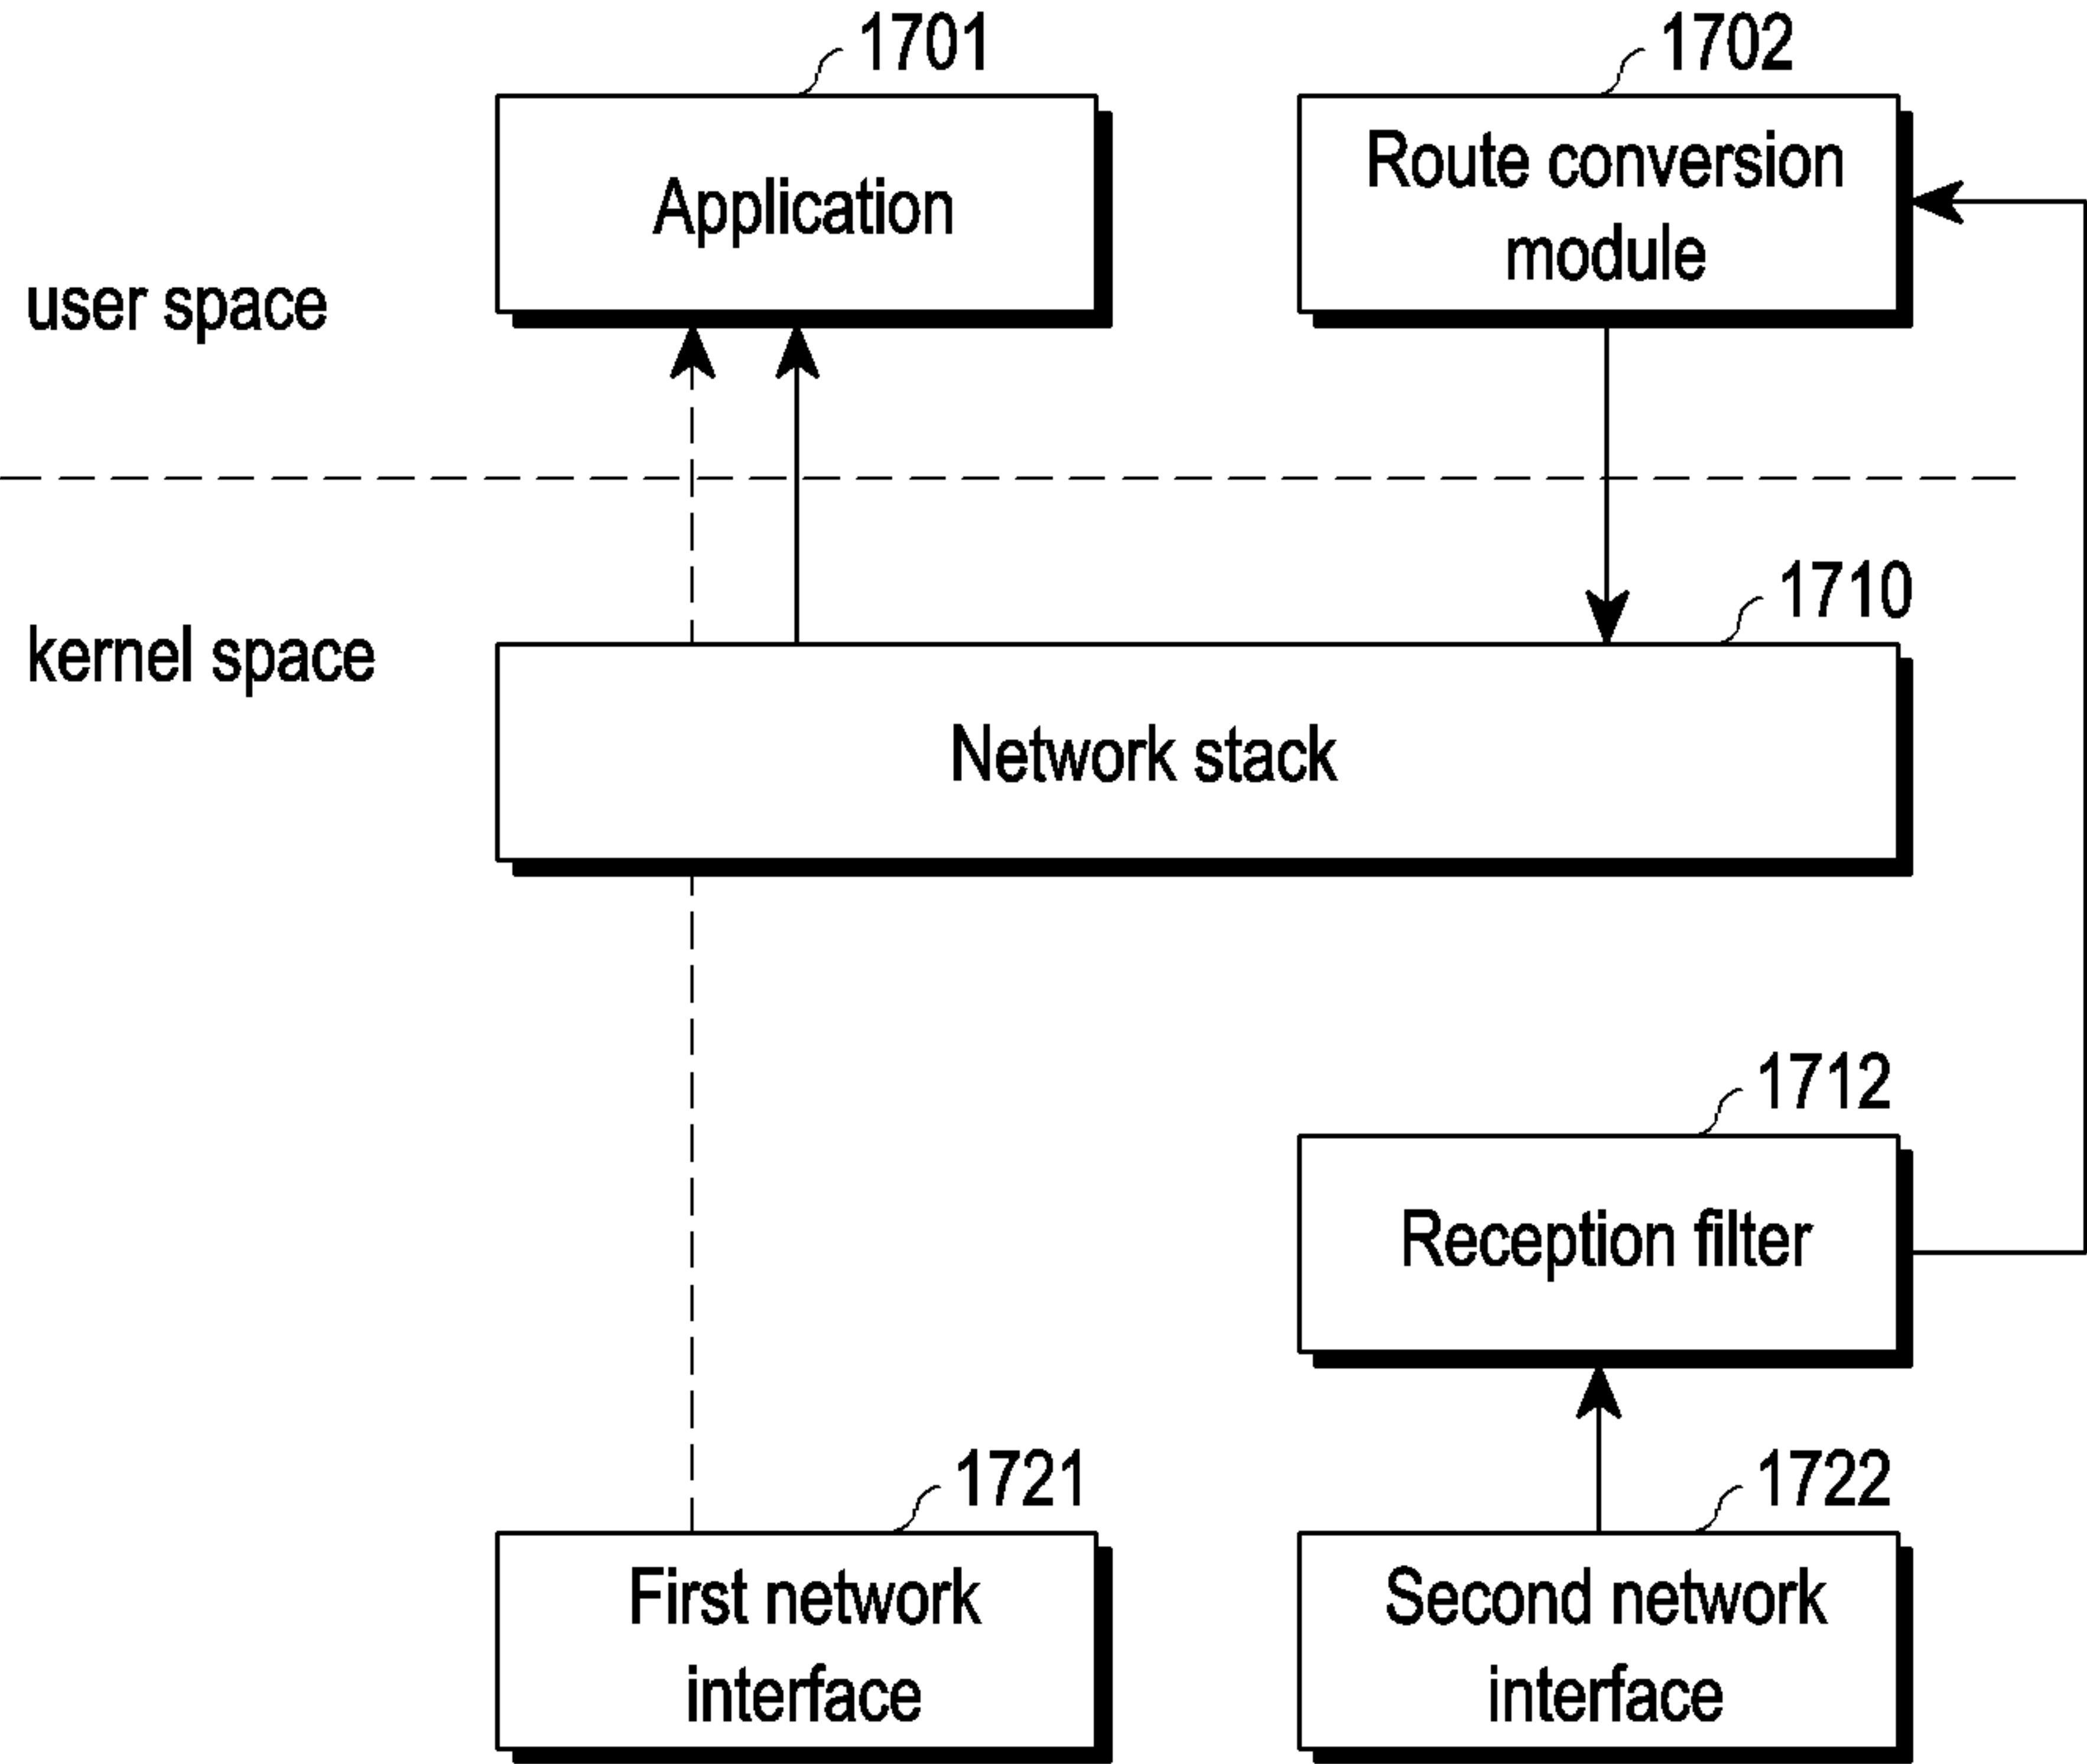 1701
1702
Application
Route conversion
module
user space
1710
kernel space
Network stack
1712
Reception filter
1721
1722
First network
interface
Second network
interface